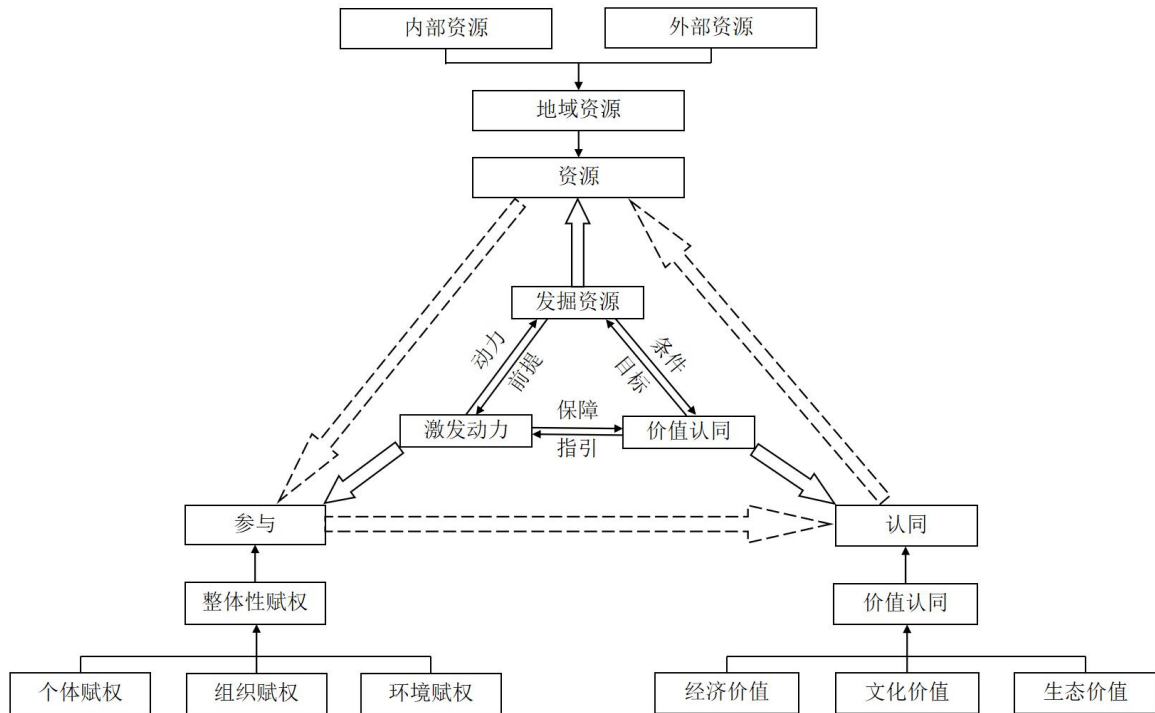 内部资源
外部资源
地域资源
资源
发掘资源
动力
前提
条件
目标
激发动力
保障
指引
价值认同
参与
认同
整体性赋权
价值认同
个体赋权
组织赋权
环境赋权
经济价值
文化价值
生态价值